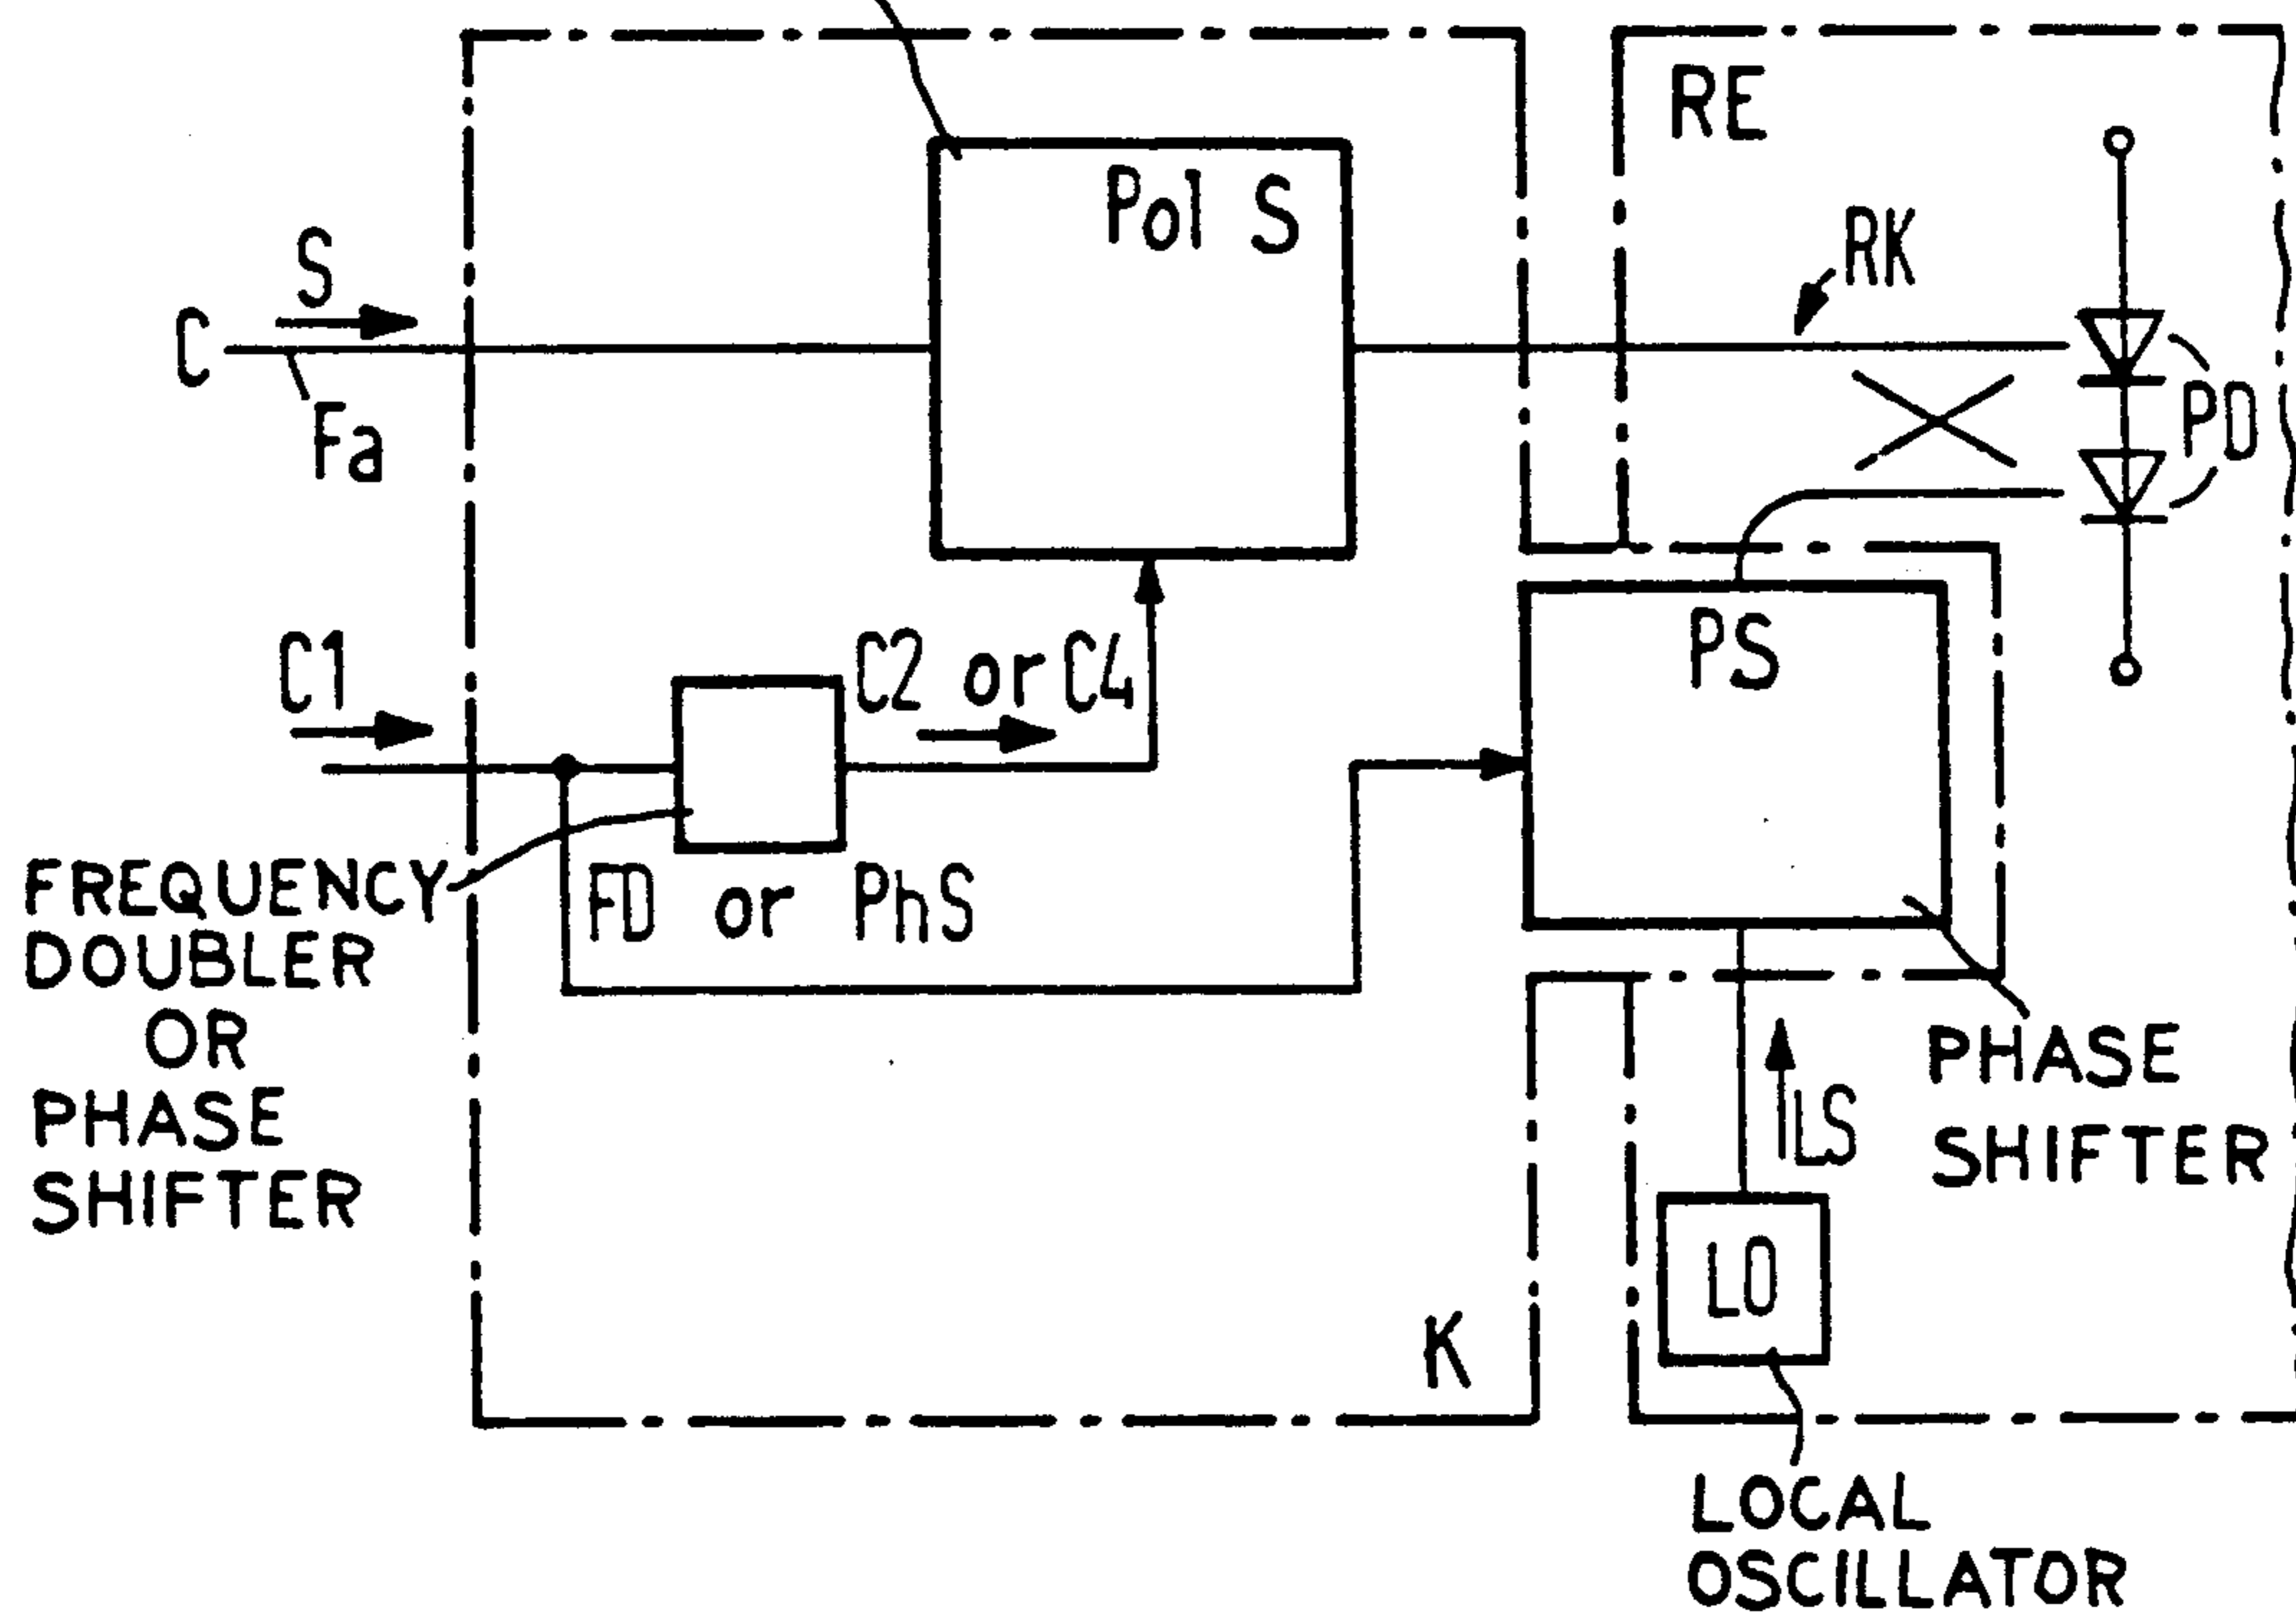 RE
Pol S
RK
S
C
Fa
PD
C1
C2 or C4
PS
FREQUENCY
DOUBLER
OR
PHASE
SHIFTER
FD or PhS
PHASE
SHIFTER
LS
LO
K
LOCAL
OSCILLATOR